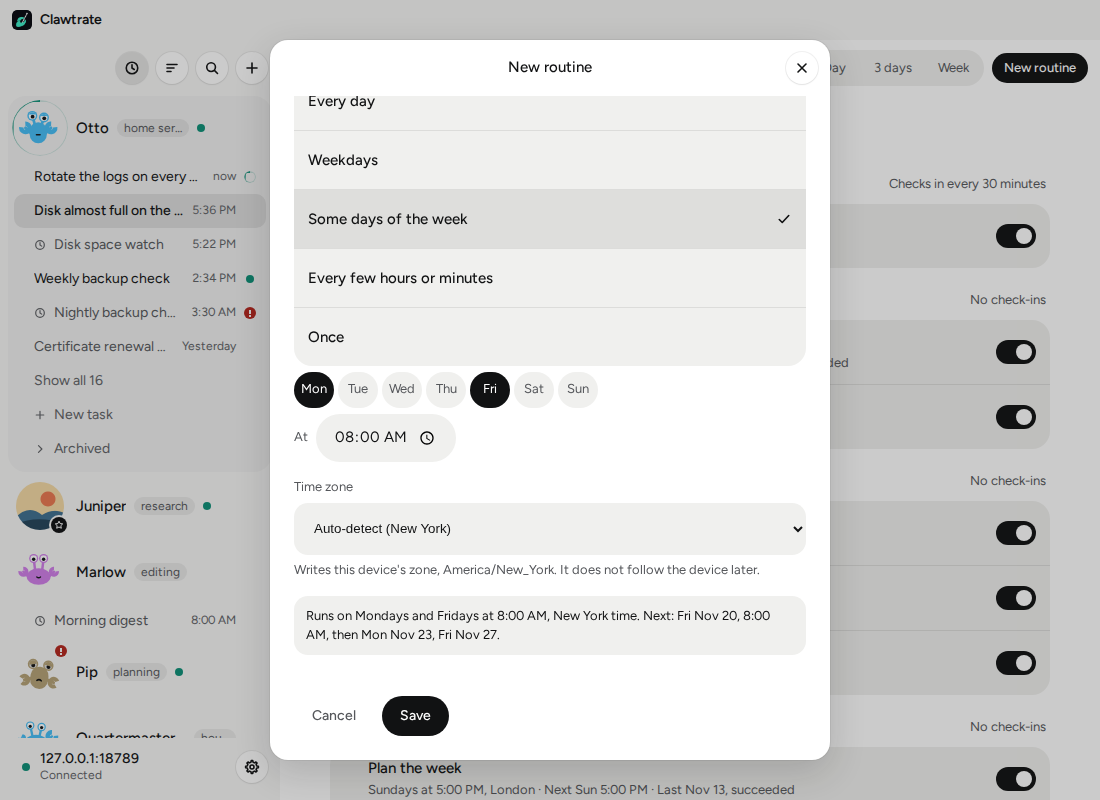 Clawtrate
New routine
Day
3 days
Week
New routine
Otto
home ser...
Rotate the logs on every ...
now
Disk almost full on the ...
5:36 PM
Disk space watch
5:22 PM
Weekly backup check
2:34 PM
Nightly backup ch...
3:30 AM
Certificate renewal ...
Yesterday
Show all 16
New task
Archived
Juniper
research
Marlow
editing
Morning digest
8:00 AM
Pip
planning
Quartermaster
hou...
127.0.0.1:18789
Connected
Every day
Weekdays
Some days of the week
Every few hours or minutes
Once
Mon
Tue
Wed
Thu
Fri
Sat
Sun
At
08:00 AM
Time zone
Auto-detect (New York)
Writes this device's zone, America/New_York. It does not follow the device later.
Runs on Mondays and Fridays at 8:00 AM, New York time. Next: Fri Nov 20, 8:00
AM, then Mon Nov 23, Fri Nov 27.
Cancel
Save
Checks in every 30 minutes
No check-ins
No check-ins
No check-ins
Plan the week
Sundays at 5:00 PM, London · Next Sun 5:00 PM · Last Nov 13, succeeded